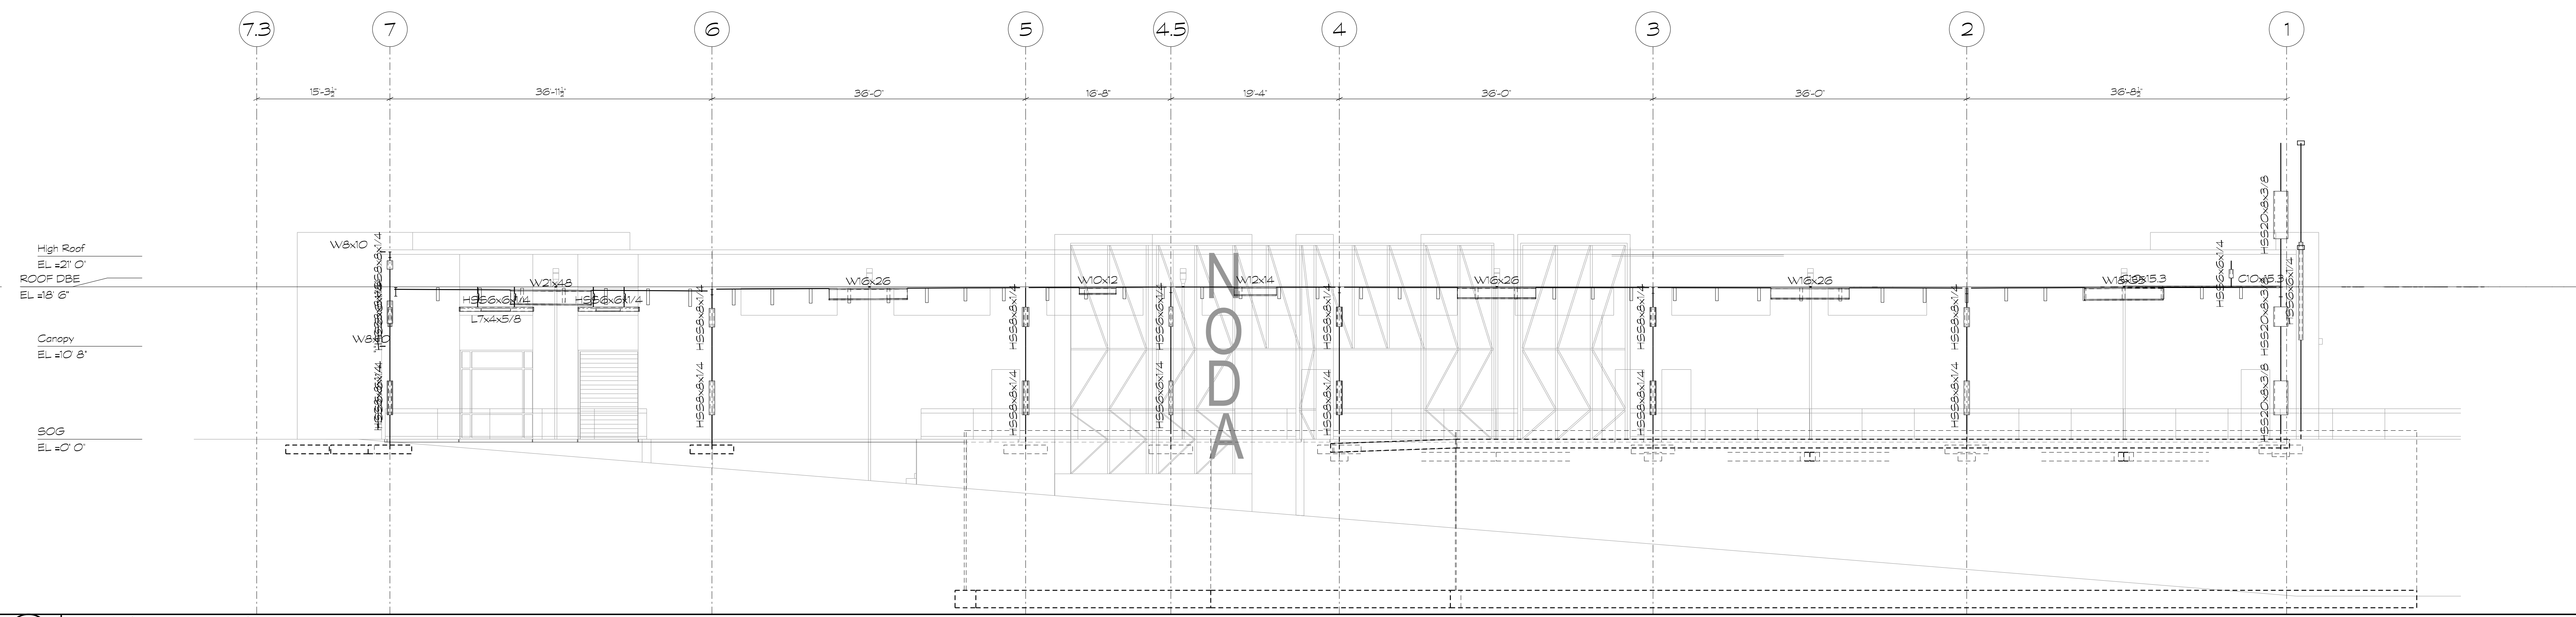 7.3 7 6 5 4.5 4 3 2 1
15'-3½" 36'-11½" 36'-0" 16'-8" 19'-4" 36'-0" 36'-0" 36'-8½"
High Roof
EL =21' 0"
ROOF DBE
EL =18' 6"
Canopy
EL =10' 8"
SOG
EL =0' 0"
W8x10
W21x48
HSS6x6x1/4
HSS6x6x1/4
L7x4x5/8
HSS8x8x1/4
HSS8x8x1/4
W16x26
HSS8x8x1/4
HSS8x8x1/4
W10x12
HSS6x6x1/4
HSS6x6x1/4
NODA
W12x14
HSS8x8x1/4
HSS8x8x1/4
W16x26
HSS8x8x1/4
HSS8x8x1/4
W16x26
HSS8x8x1/4
HSS8x8x1/4
C10x15.3
HSS6x6x1/4
HSS20x8x3/8
HSS20x8x3/8
HSS20x8x3/8
HSS6x6x1/4